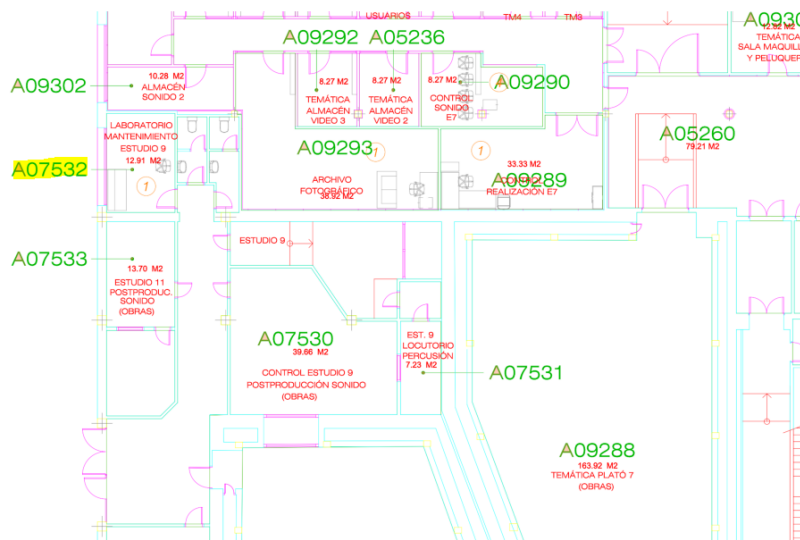 USUARIOS
TM4
TM3
A09292
A05236
12.82 M2
TEMÁTICA
SALA MAQUILL
Y PELUQUER
A09302
10.28 M2
ALMACÉN
SONIDO 2
8.27 M2
TEMÁTICA
ALMACÉN
VIDEO 3
8.27 M2
TEMÁTICA
ALMACÉN
VIDEO 2
8.27 M2
CONTROL
SONIDO
E7
A09290
LABORATORIO
MANTENIMIENTO
ESTUDIO 9
12.91 M2
A07532
1
A09293
1
ARCHIVO
FOTOGRÁFICO
38.92 M2
1
33.33 M2
A09289
CONTROL
REALIZACIÓN E7
A05260
79.21 M2
A07533
13.70 M2
ESTUDIO 11
POSTPRODUC.
SONIDO
(OBRAS)
ESTUDIO 9
A07530
39.66 M2
CONTROL ESTUDIO 9
POSTPRODUCCIÓN SONIDO
(OBRAS)
EST. 9
LOCUTORIO
PERCUSIÓN
7.23 M2
A07531
A09288
163.92 M2
TEMÁTICA PLATÓ 7
(OBRAS)